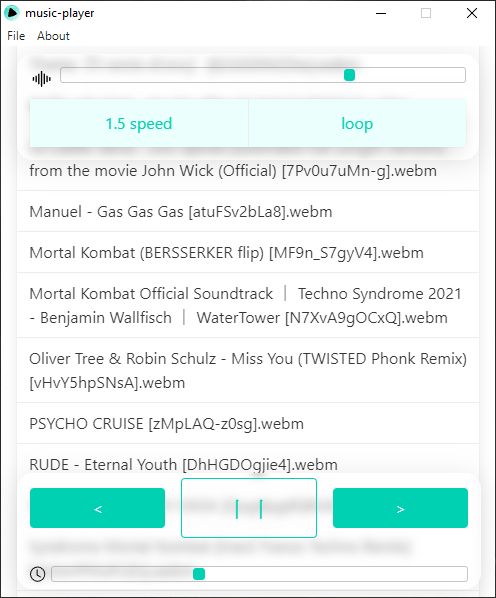 music-player
File About
1.5 speed loop
from the movie John Wick (Official) [7Pv0u7uMn-g].webm
Manuel - Gas Gas Gas [atuFSv2bLa8].webm
Mortal Kombat (BERSSERKER flip) [MF9n_S7gyV4].webm
Mortal Kombat Official Soundtrack ｜ Techno Syndrome 2021
- Benjamin Wallfisch ｜ WaterTower [N7XvA9gOCxQ].webm
Oliver Tree & Robin Schulz - Miss You (TWISTED Phonk Remix)
[vHvY5hpSNsA].webm
PSYCHO CRUISE [zMpLAQ-z0sg].webm
RUDE - Eternal Youth [DhHGDOgjie4].webm
< | | >